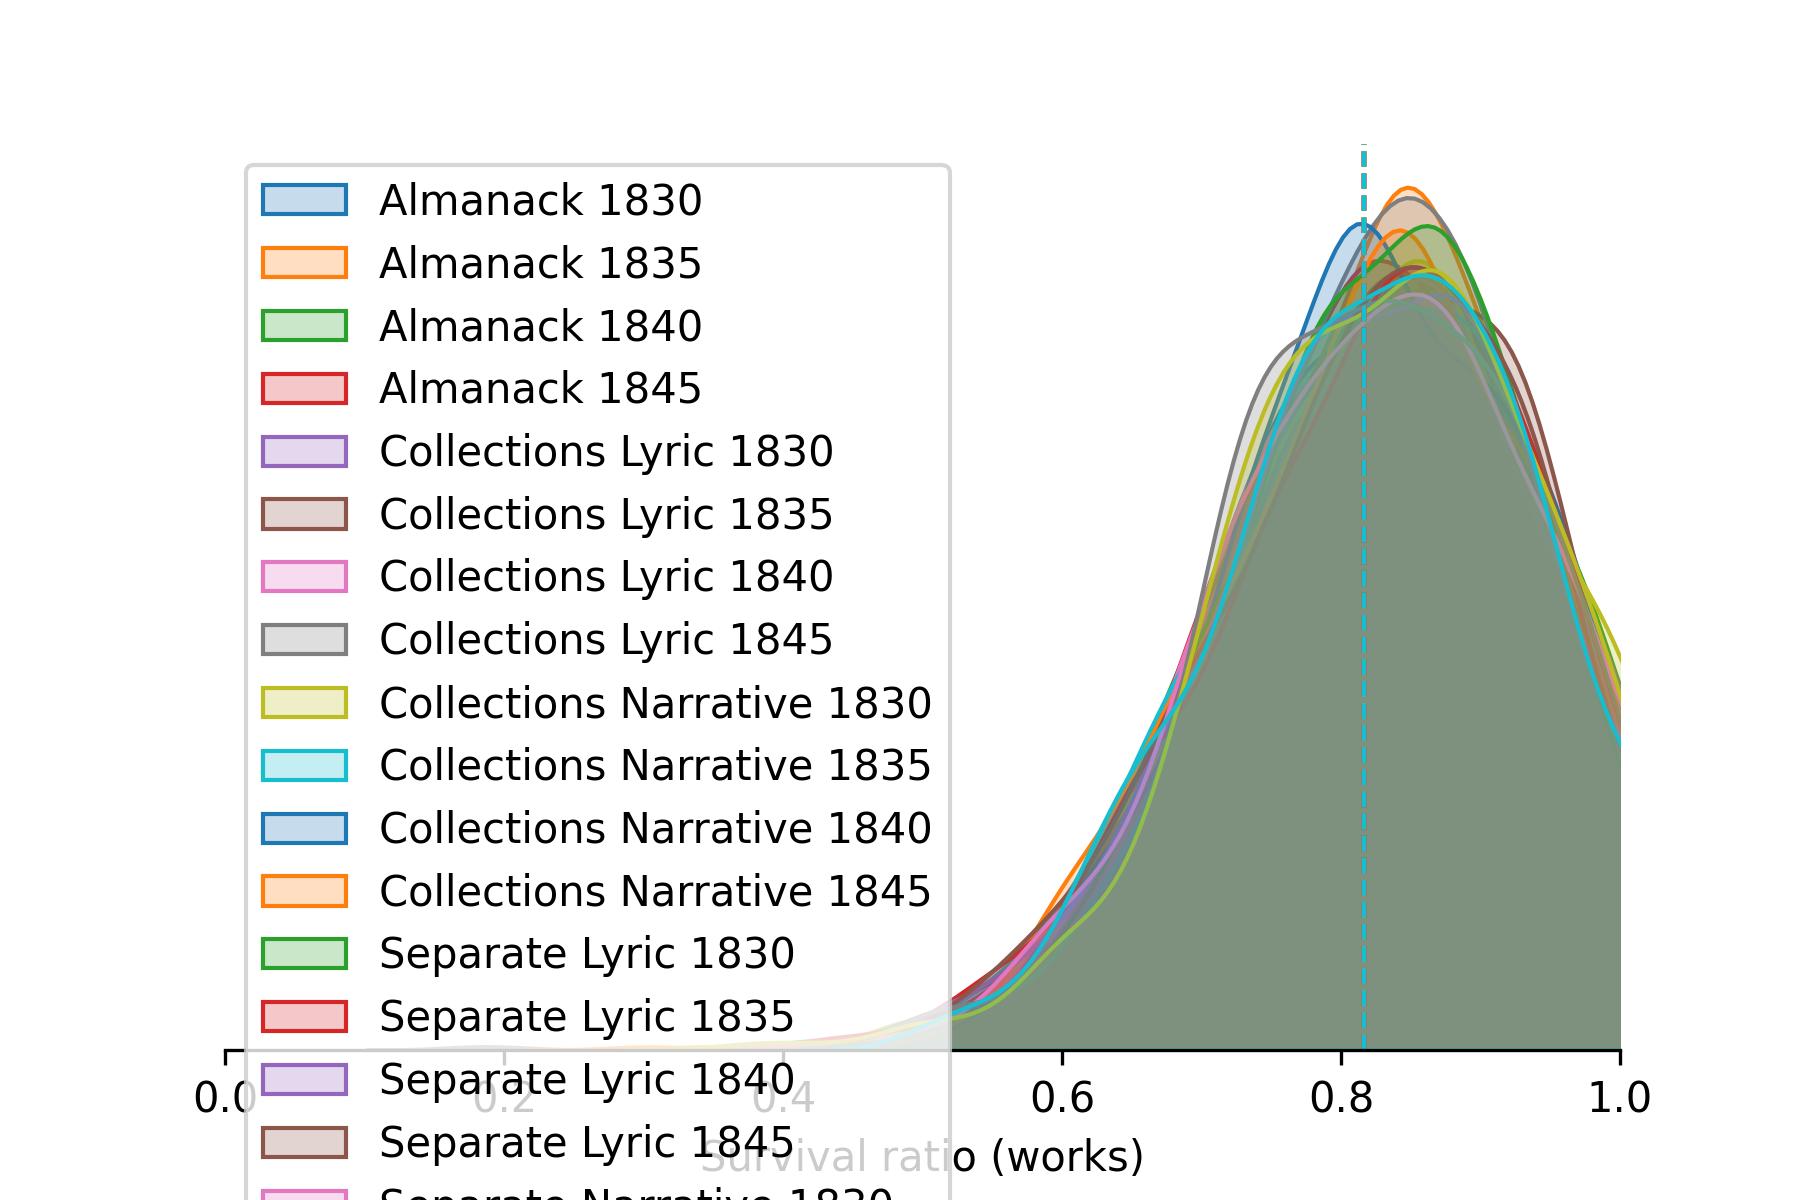 Almanack 1830
Almanack 1835
Almanack 1840
Almanack 1845
Collections Lyric 1830
Collections Lyric 1835
Collections Lyric 1840
Collections Lyric 1845
Collections Narrative 1830
Collections Narrative 1835
Collections Narrative 1840
Collections Narrative 1845
Separate Lyric 1830
Separate Lyric 1835
Separate Lyric 1840
Separate Lyric 1845
Separate Narrative 1830
0.0 0.2 0.4 0.6 0.8 1.0
Survival ratio (works)